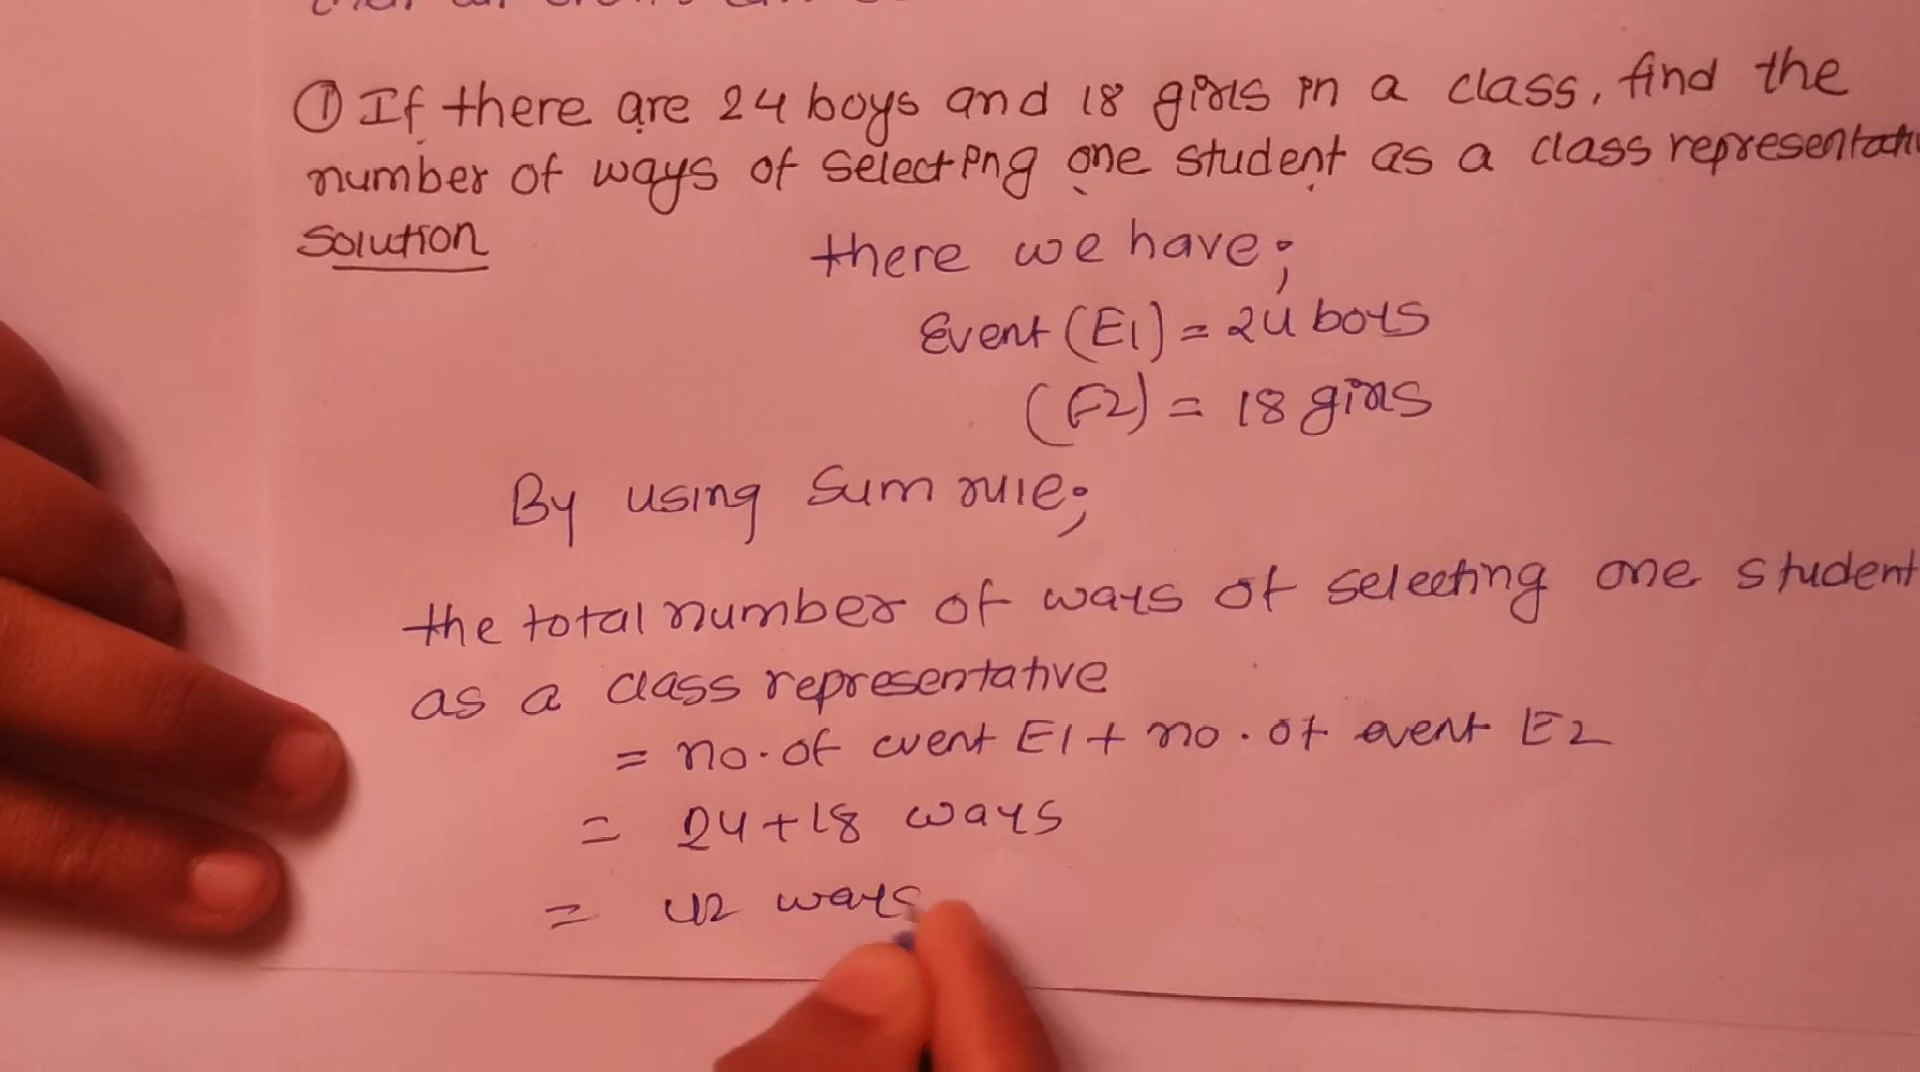 ① If there are 24 boys and 18 girls in a class, find the
number of ways of selecting one student as a class representati
Solution
there we have;
Event (E1) = 24 boys
(E2) = 18 girls
By using Sum rule;
the total number of ways of selecting one student
as a class representative
= no. of event E1 + no. of event E2
= 24 + 18 ways
= 42 ways